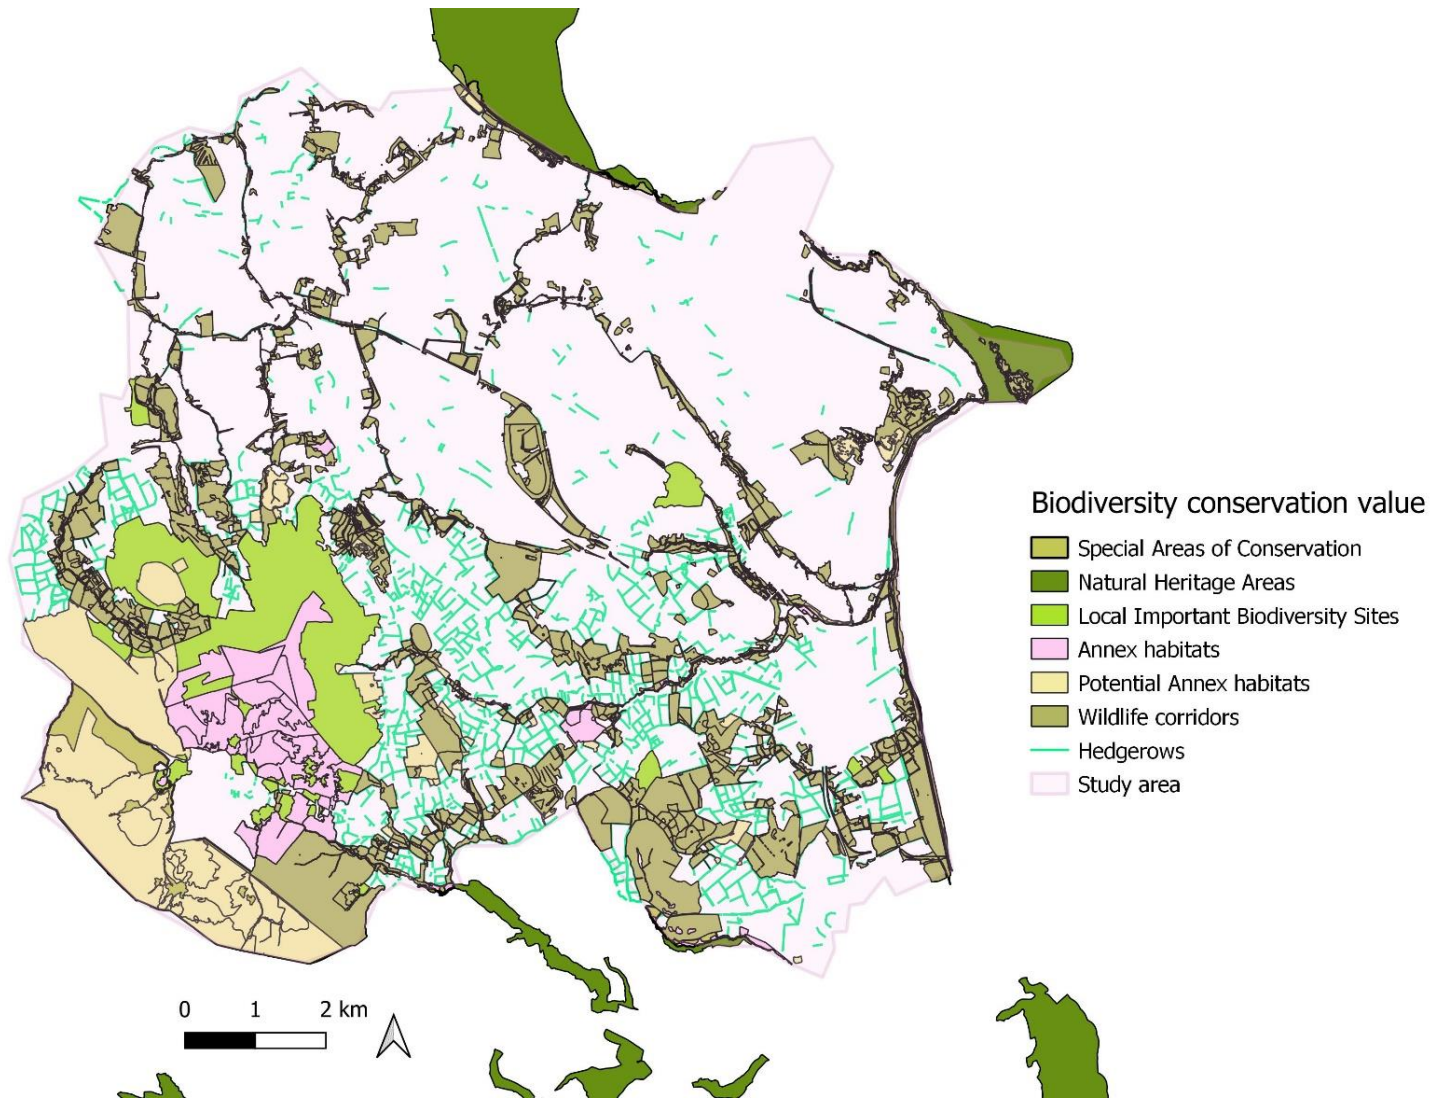 Biodiversity conservation value
Special Areas of Conservation
Natural Heritage Areas
Local Important Biodiversity Sites
Annex habitats
Potential Annex habitats
Wildlife corridors
Hedgerows
Study area
0 1 2 km